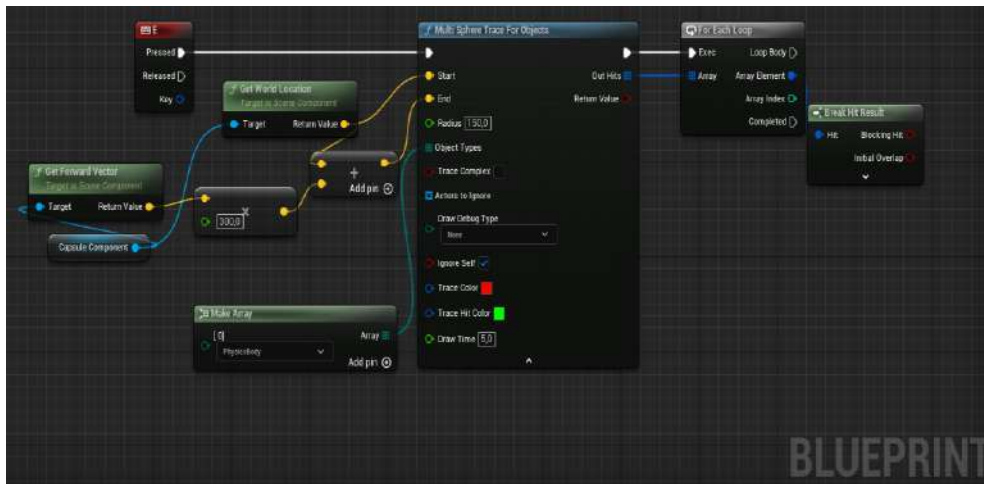 E
Pressed
Released
Key
f Get World Location
Target is Scene Component
Target Return Value
f Get Forward Vector
Target is Scene Component
Target Return Value
Capsule Component
300,0
×
+
Add pin
Make Array
[0]
PhysicsBody
Array
Add pin
f Multi Sphere Trace For Objects
Start Out Hits
End Return Value
Radius 150,0
Object Types
Trace Complex
Actors to Ignore
Draw Debug Type
None
Ignore Self
Trace Color
Trace Hit Color
Draw Time 5,0
For Each Loop
Exec Loop Body
Array Array Element
Array Index
Completed
Break Hit Result
Hit Blocking Hit
Initial Overlap
BLUEPRINT